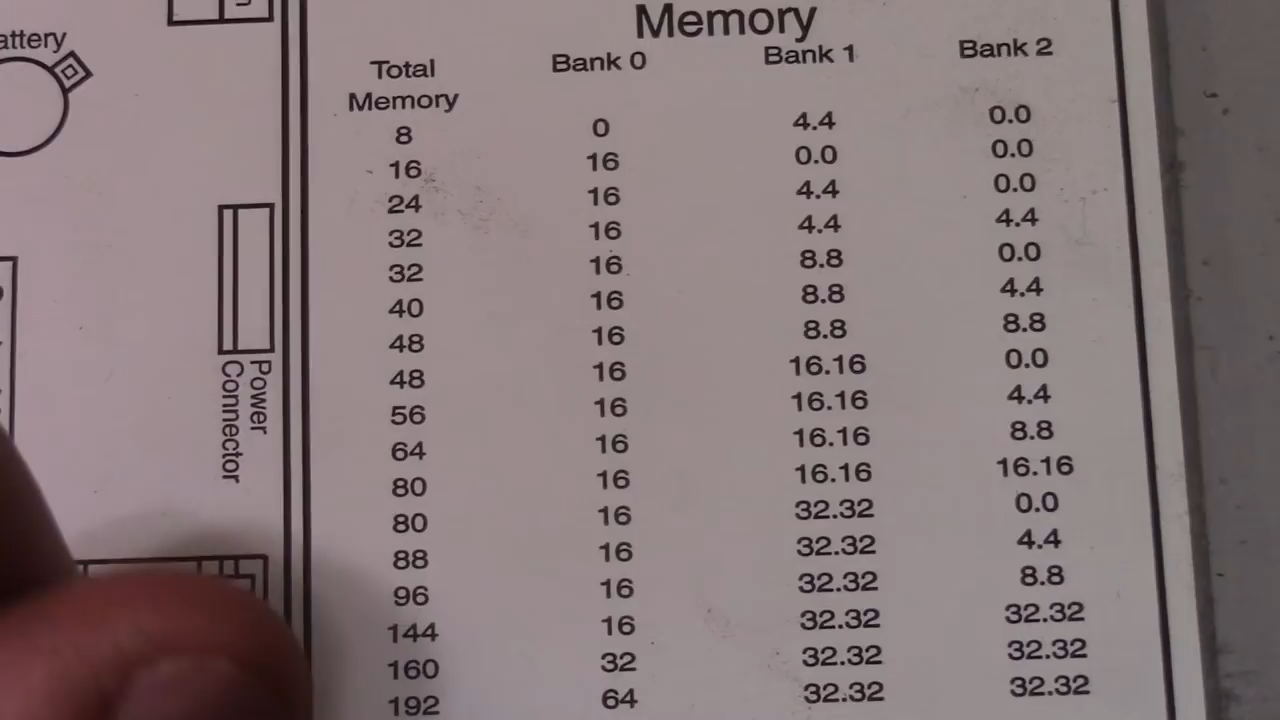 Memory
Total Memory Bank 0 Bank 1 Bank 2
8 0 4.4 0.0
16 16 0.0 0.0
24 16 4.4 0.0
32 16 4.4 4.4
32 16 8.8 0.0
40 16 8.8 4.4
48 16 8.8 8.8
48 16 16.16 0.0
56 16 16.16 4.4
64 16 16.16 8.8
80 16 16.16 16.16
80 16 32.32 0.0
88 16 32.32 4.4
96 16 32.32 8.8
144 16 32.32 32.32
160 32 32.32 32.32
192 64 32.32 32.32
attery
Power
Connector